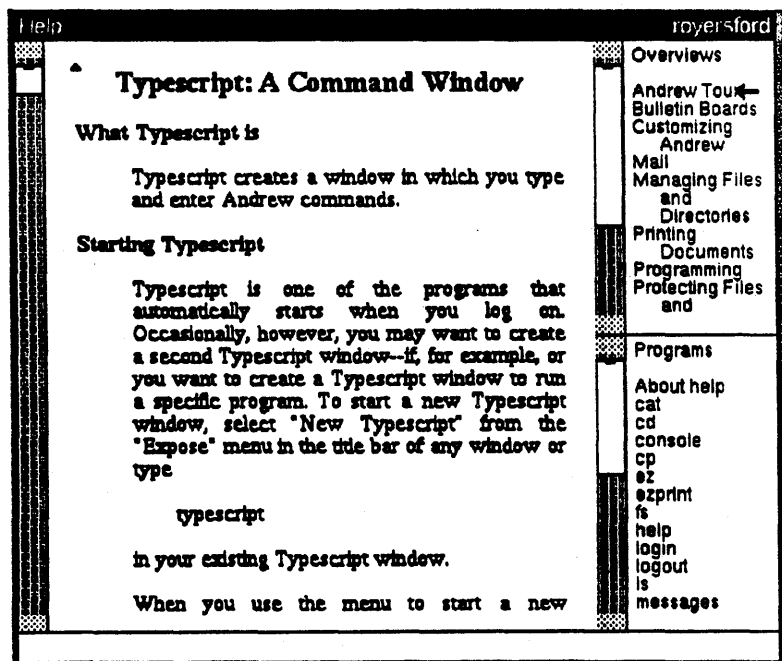 Help
royersford
Typescript: A Command Window
What Typescript is
Typescript creates a window in which you type
and enter Andrew commands.
Starting Typescript
Typescript is one of the programs that
automatically starts when you log on.
Occasionally, however, you may want to create
a second Typescript window--if, for example, or
you want to create a Typescript window to run
a specific program. To start a new Typescript
window, select "New Typescript" from the
"Expose" menu in the title bar of any window or
type
typescript
in your existing Typescript window.
When you use the menu to start a new
Overviews
Andrew Tour
Bulletin Boards
Customizing
Andrew
Mail
Managing Files
and
Directories
Printing
Documents
Programming
Protecting Files
and
Programs
About help
cat
cd
console
cp
ez
ezprint
fs
help
login
logout
ls
messages